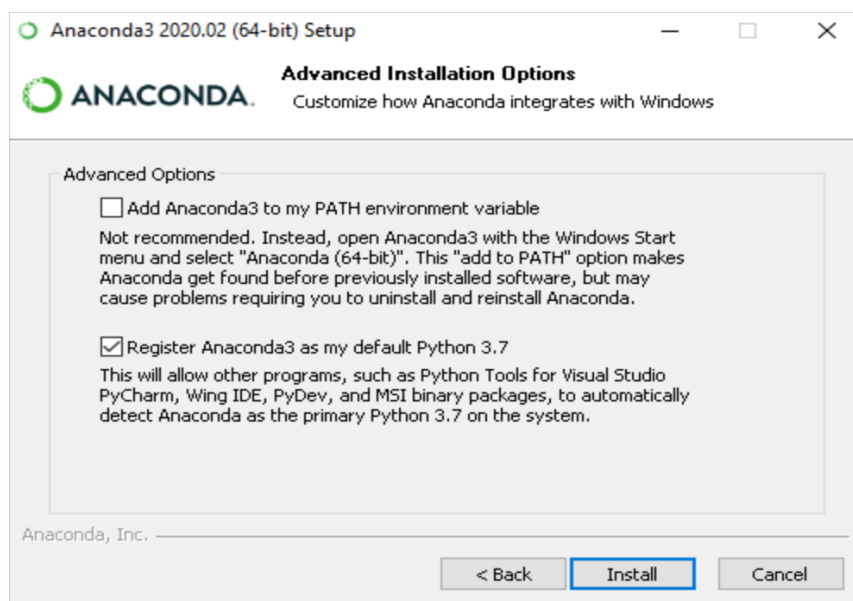 Anaconda3 2020.02 (64-bit) Setup
ANACONDA.
Advanced Installation Options
Customize how Anaconda integrates with Windows
Advanced Options
Add Anaconda3 to my PATH environment variable
Not recommended. Instead, open Anaconda3 with the Windows Start
menu and select "Anaconda (64-bit)". This "add to PATH" option makes
Anaconda get found before previously installed software, but may
cause problems requiring you to uninstall and reinstall Anaconda.
Register Anaconda3 as my default Python 3.7
This will allow other programs, such as Python Tools for Visual Studio
PyCharm, Wing IDE, PyDev, and MSI binary packages, to automatically
detect Anaconda as the primary Python 3.7 on the system.
Anaconda, Inc.
< Back
Install
Cancel